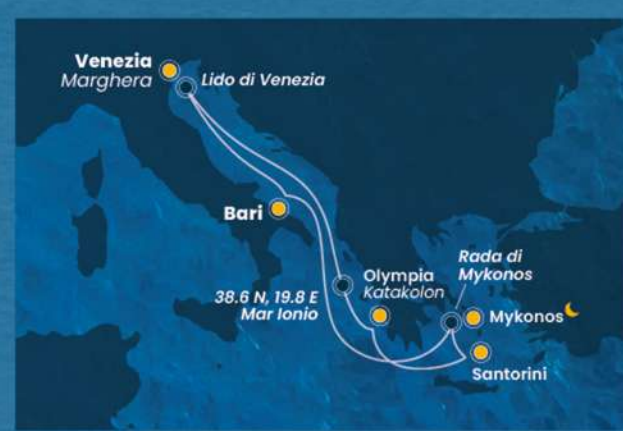 Venezia
Marghera
Lido di Venezia
Bari
Rada di
Mykonos
Olympia
Katakolon
38.6 N, 19.8 E
Mar Ionio
Mykonos
Santorini